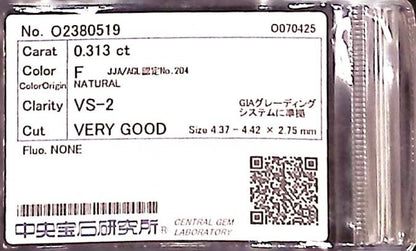 No. O2380519 O070425
Carat 0.313 ct
Color F JJA/AGL認定No.204
ColorOrigin NATURAL
Clarity VS-2 GIAグレーディングシステムに準拠
Cut VERY GOOD Size 4.37 - 4.42 × 2.75 mm
Fluo. NONE
中央宝石研究所® CENTRAL GEM LABORATORY